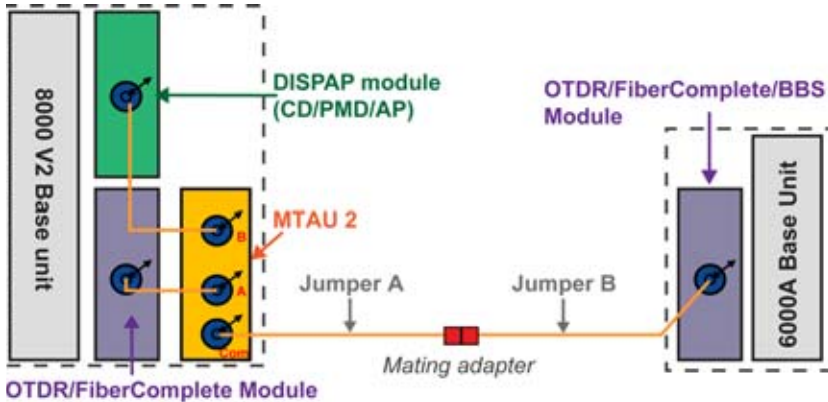 8000 V2 Base unit
DISPAP module
(CD/PMD/AP)
OTDR/FiberComplete/BBS
Module
6000A Base Unit
MTAU 2
B
A
Com
Jumper A
Jumper B
Mating adapter
OTDR/FiberComplete Module